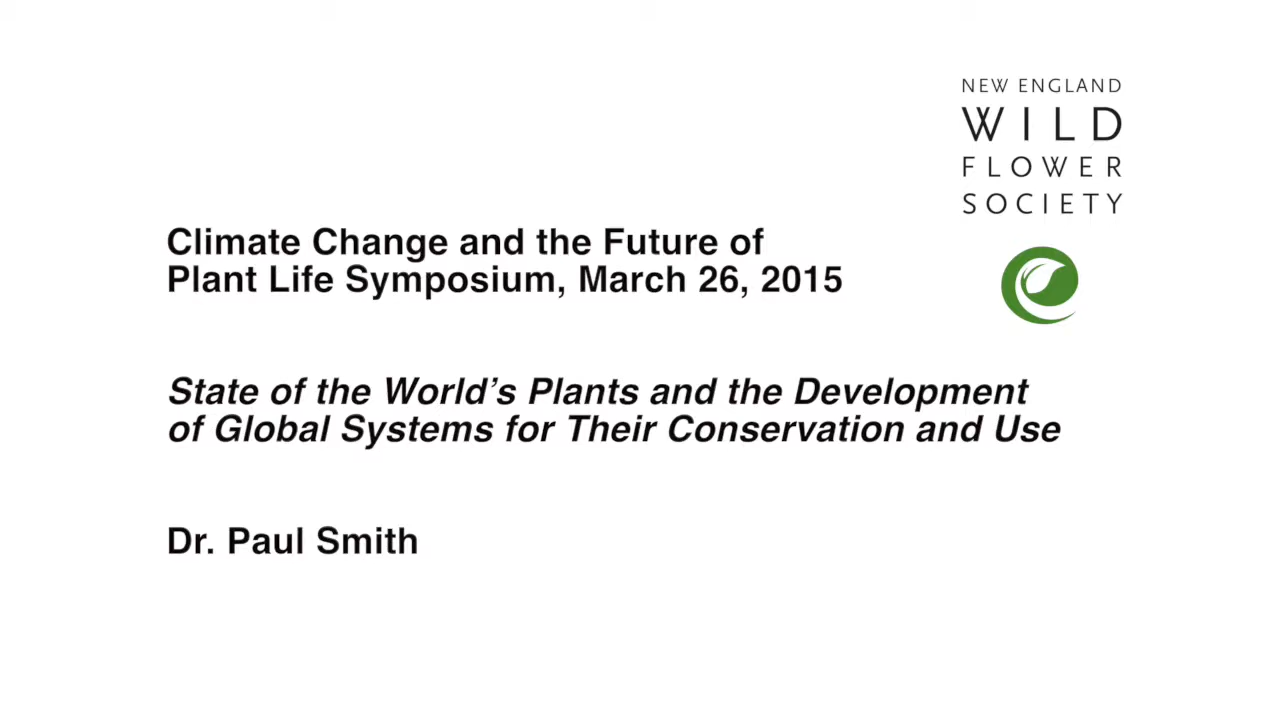 NEW ENGLAND
WILD
FLOWER
SOCIETY
Climate Change and the Future of
Plant Life Symposium, March 26, 2015
State of the World’s Plants and the Development
of Global Systems for Their Conservation and Use
Dr. Paul Smith